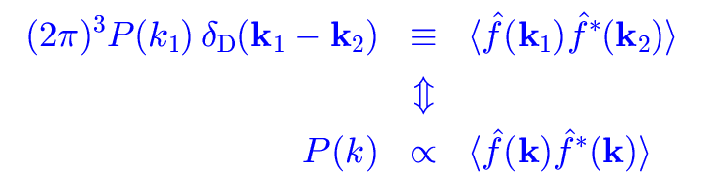 (2π)³P(k₁) δ_D(𝐤₁ − 𝐤₂) ≡ ⟨f̂(𝐤₁)f̂*(𝐤₂)⟩
⇕
P(k) ∝ ⟨f̂(𝐤)f̂*(𝐤)⟩